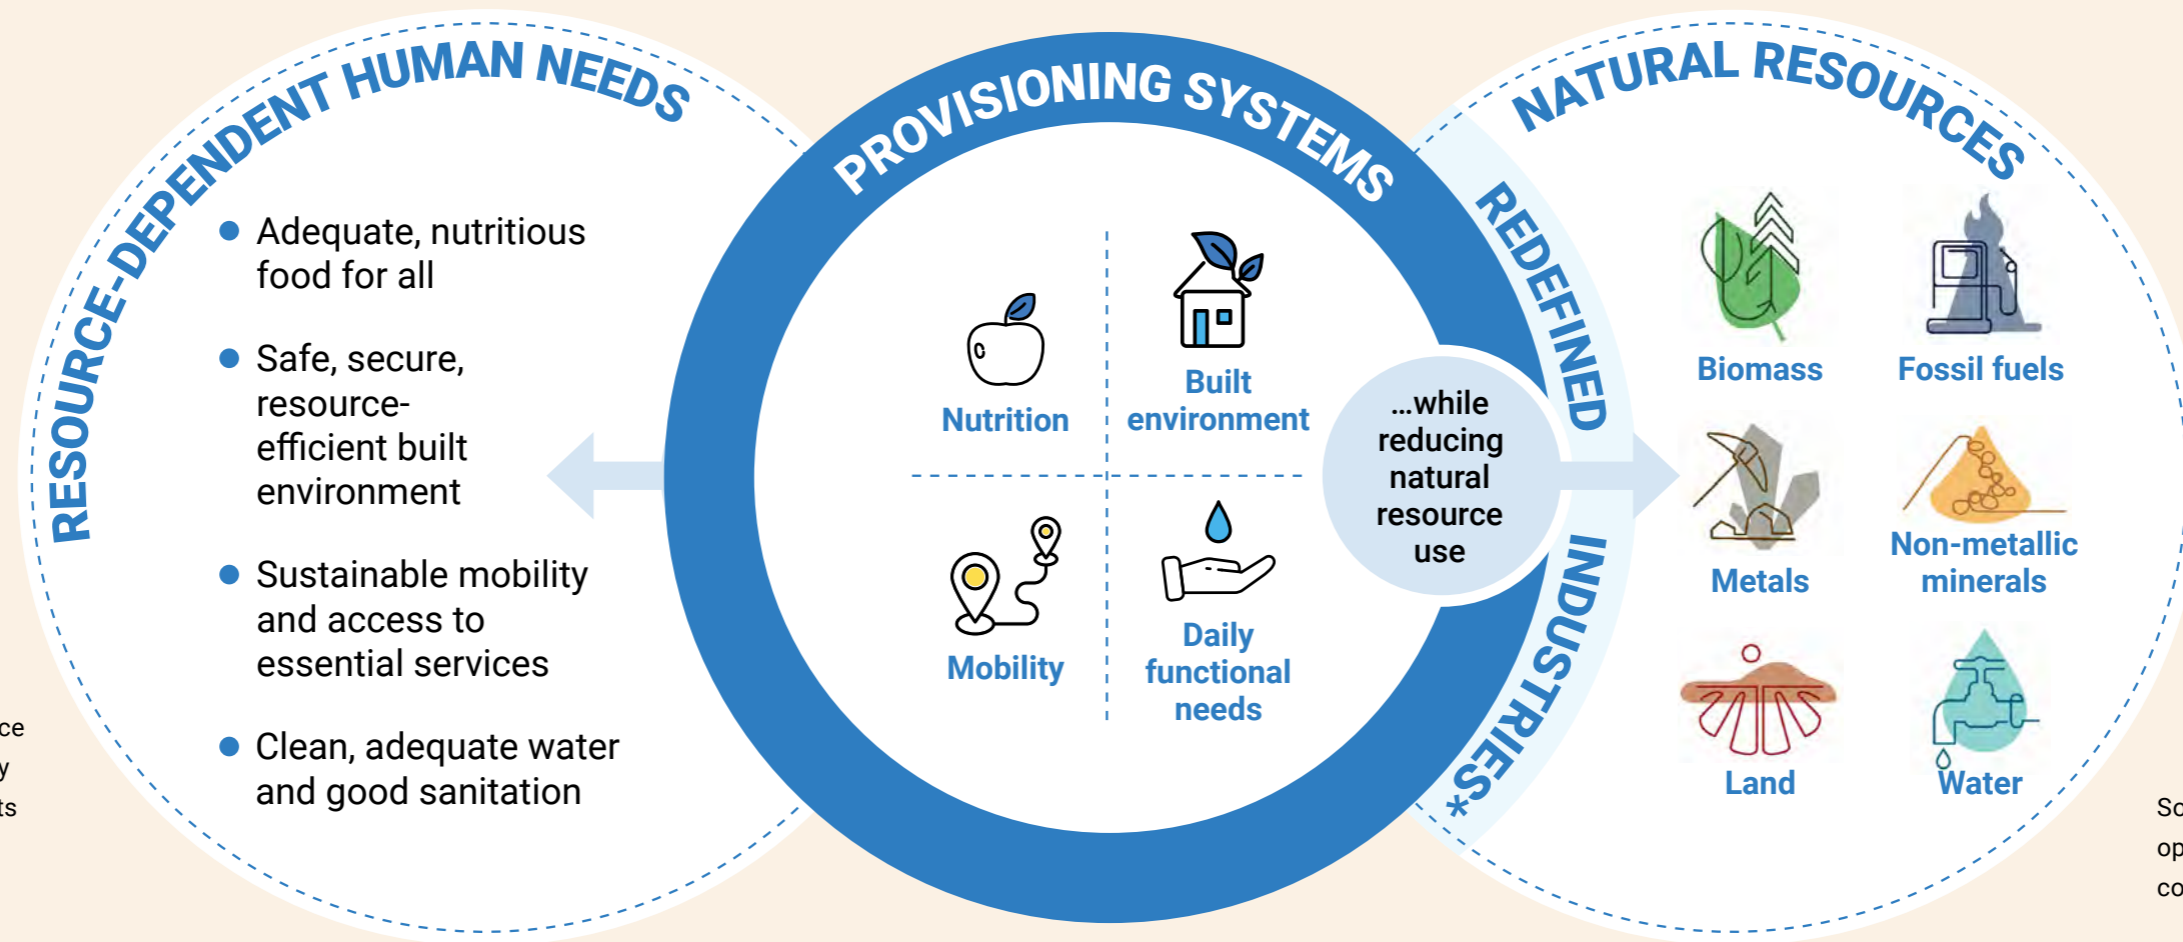 RESOURCE-DEPENDENT HUMAN NEEDS
Adequate, nutritious
food for all
Safe, secure,
resource-
efficient built
environment
Sustainable mobility
and access to
essential services
Clean, adequate water
and good sanitation
PROVISIONING SYSTEMS
Nutrition
Built
environment
Mobility
Daily
functional
needs
...while
reducing
natural
resource
use
REDEFINED
INDUSTRIES*
NATURAL RESOURCES
Biomass
Fossil fuels
Metals
Non-metallic
minerals
Land
Water